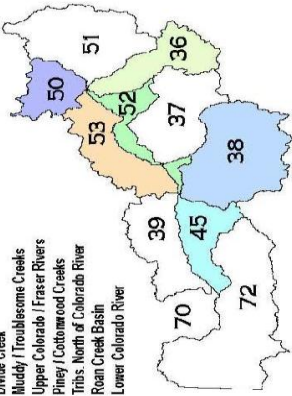 Divide Creek
Muddy / Troublesome Creeks
Upper Colorado / Fraser Rivers
Piney / Cottonwood Creeks
Tribs. North of Colorado River
Roan Creek Basin
Lower Colorado River
51
36
50
52
53
37
38
39
45
70
72